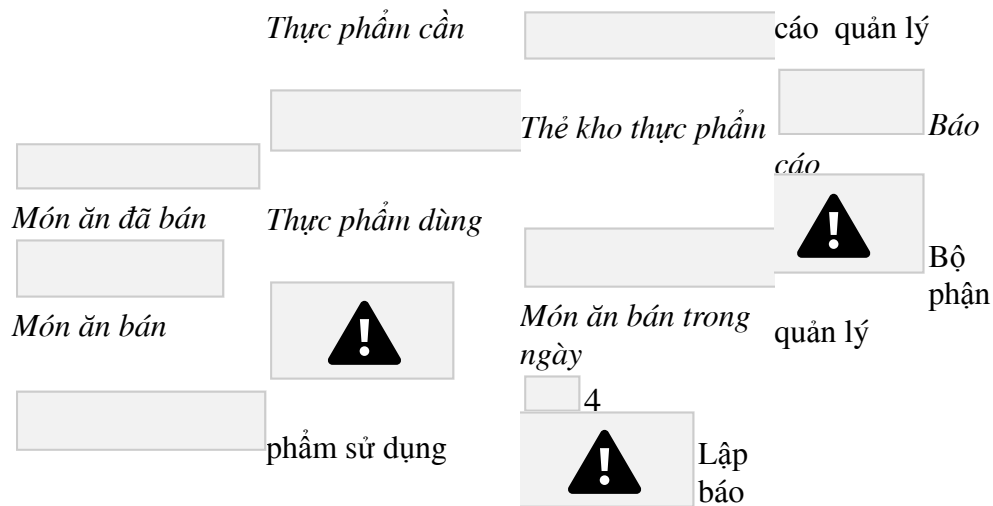 Món ăn đã bán
Món ăn bán
Thực phẩm cần
Thực phẩm dùng
phẩm sử dụng
Thẻ kho thực phẩm
Món ăn bán trong
ngày
4
Lập
báo
cáo quản lý
Báo
cáo
Bộ
phận
quản lý